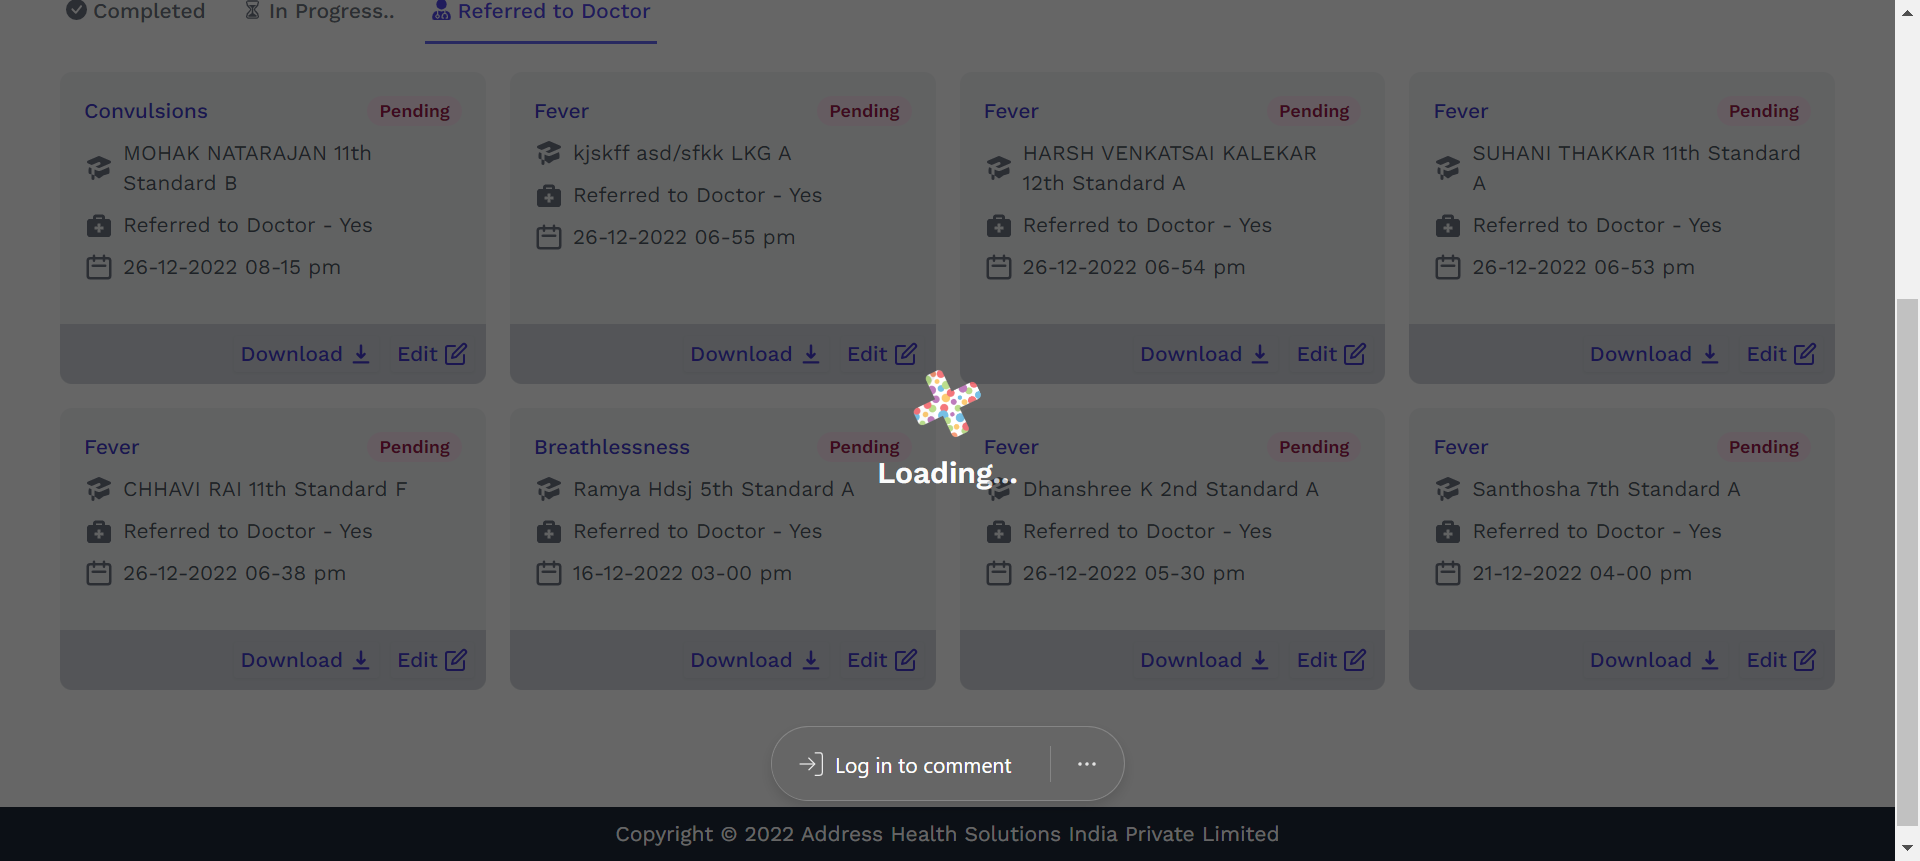 Completed
In Progress..
Referred to Doctor
Convulsions
Pending
MOHAK NATARAJAN 11th
Standard B
Referred to Doctor - Yes
26-12-2022 08-15 pm
Download
Edit
Fever
Pending
kjskff asd/sfkk LKG A
Referred to Doctor - Yes
26-12-2022 06-55 pm
Download
Edit
Fever
Pending
HARSH VENKATSAI KALEKAR
12th Standard A
Referred to Doctor - Yes
26-12-2022 06-54 pm
Download
Edit
Fever
Pending
SUHANI THAKKAR 11th Standard
A
Referred to Doctor - Yes
26-12-2022 06-53 pm
Download
Edit
Fever
Pending
CHHAVI RAI 11th Standard F
Referred to Doctor - Yes
26-12-2022 06-38 pm
Download
Edit
Breathlessness
Pending
Ramya Hdsj 5th Standard A
Referred to Doctor - Yes
16-12-2022 03-00 pm
Download
Edit
Loading...
Fever
Pending
Dhanshree K 2nd Standard A
Referred to Doctor - Yes
26-12-2022 05-30 pm
Download
Edit
Fever
Pending
Santhosha 7th Standard A
Referred to Doctor - Yes
21-12-2022 04-00 pm
Download
Edit
Log in to comment
Copyright © 2022 Address Health Solutions India Private Limited